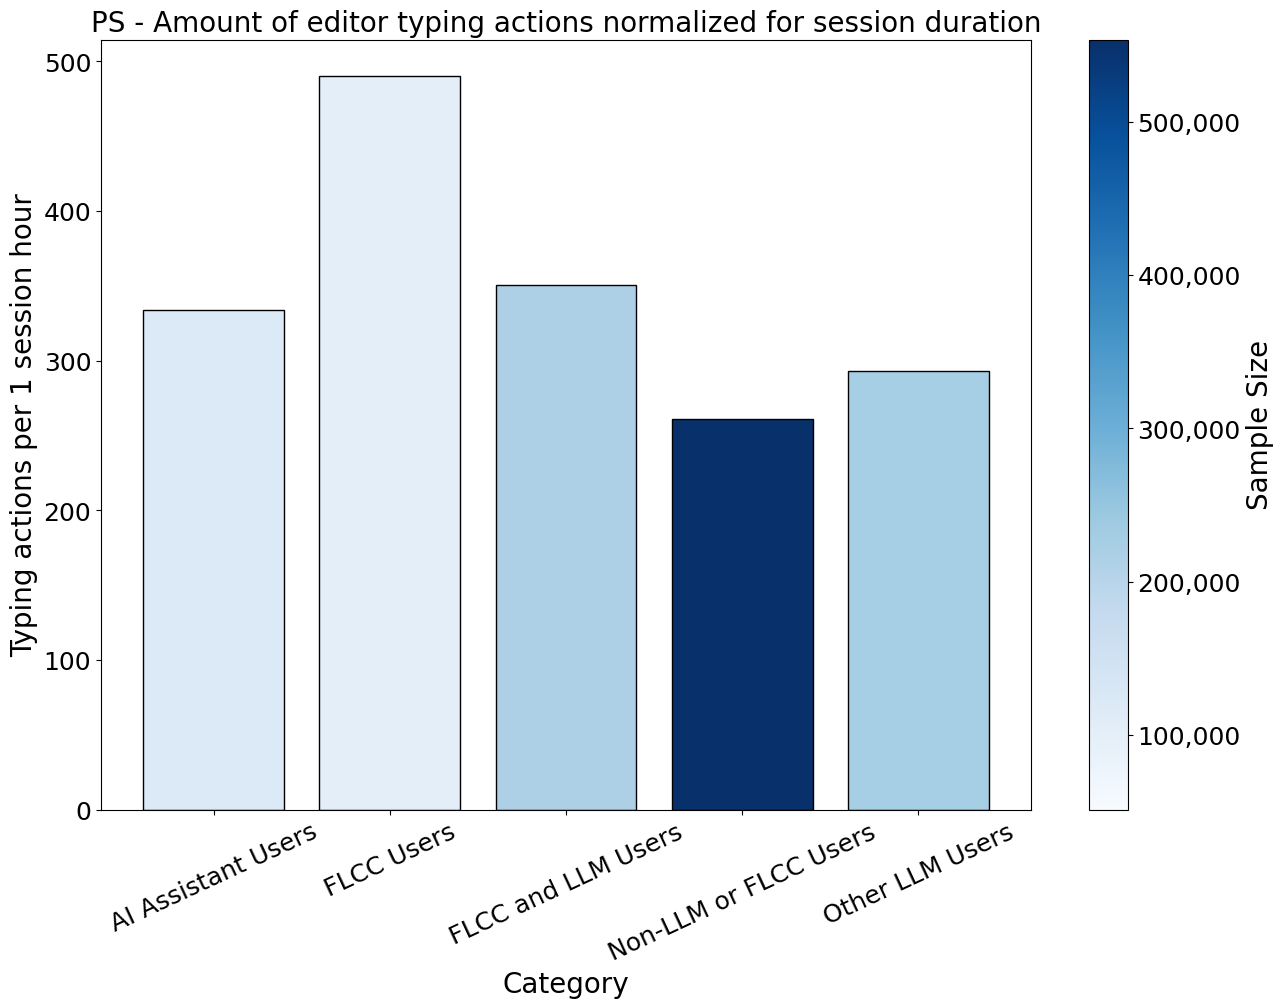 PS - Amount of editor typing actions normalized for session duration
Typing actions per 1 session hour
500
400
300
200
100
0
AI Assistant Users
FLCC Users
FLCC and LLM Users
Non-LLM or FLCC Users
Other LLM Users
Category
500,000
400,000
300,000
200,000
100,000
Sample Size